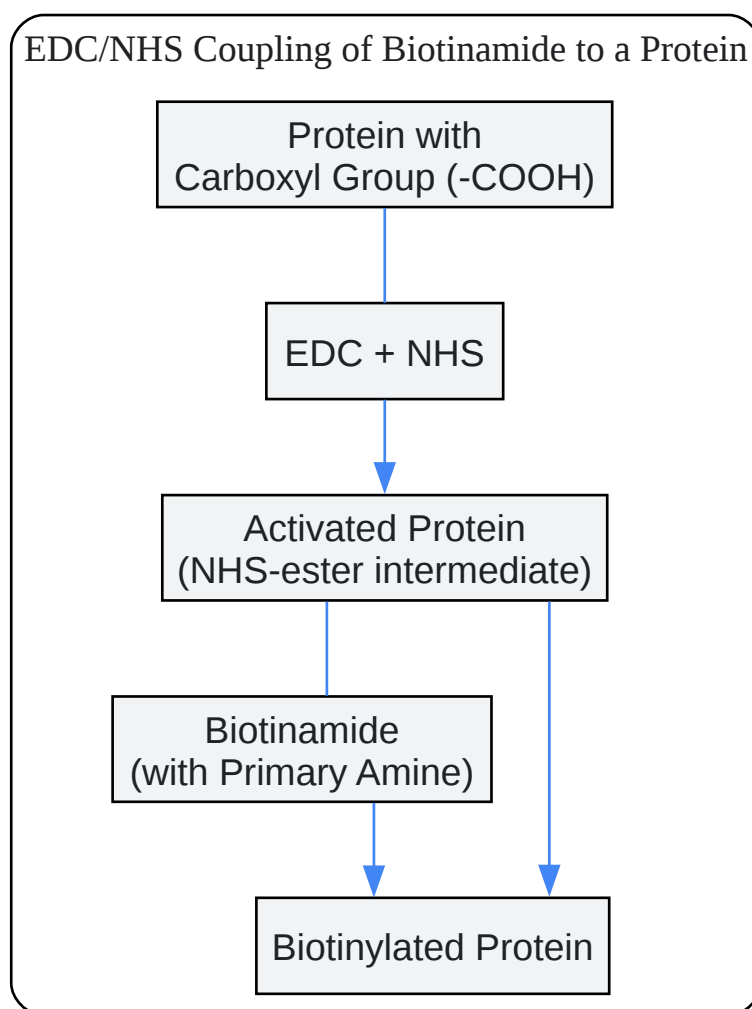 EDC/NHS Coupling of Biotinamide to a Protein
Protein with
Carboxyl Group (-COOH)
EDC + NHS
Activated Protein
(NHS-ester intermediate)
Biotinamide
(with Primary Amine)
Biotinylated Protein